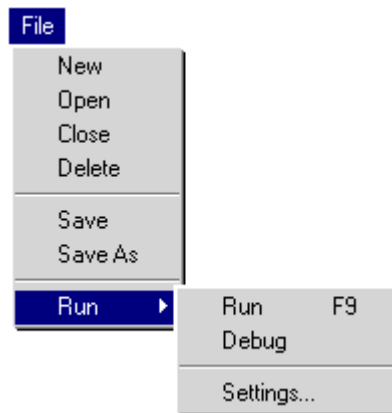 File
New
Open
Close
Delete
Save
Save As
Run
Run F9
Debug
Settings...